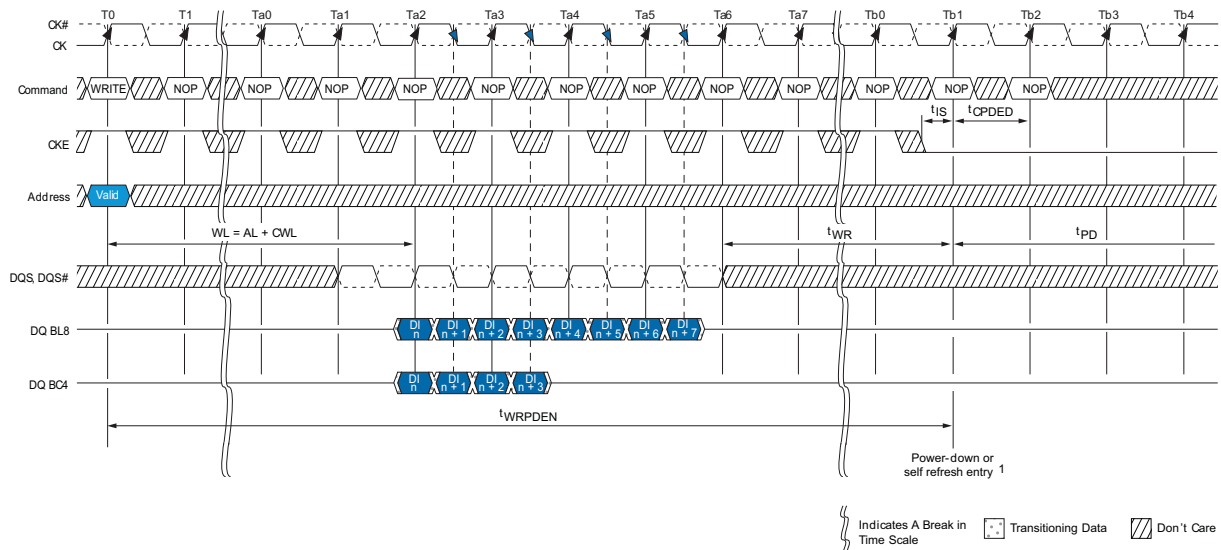 T0 T1 Ta0 Ta1 Ta2 Ta3 Ta4 Ta5 Ta6 Ta7 Tb0 Tb1 Tb2 Tb3 Tb4
CK#
CK
Command WRITE NOP NOP NOP NOP NOP NOP NOP NOP NOP NOP NOP NOP
tIS tCPDED
CKE
Address Valid
WL = AL + CWL tWR tPD
DQS, DQS#
DQ BL8 DI n DI n + 1 DI n + 2 DI n + 3 DI n + 4 DI n + 5 DI n + 6 DI n + 7
DQ BC4 DI n DI n + 1 DI n + 2 DI n + 3
tWRPDEN
Power-down or
self refresh entry 1
Indicates A Break in
Time Scale
Transitioning Data
Don't Care